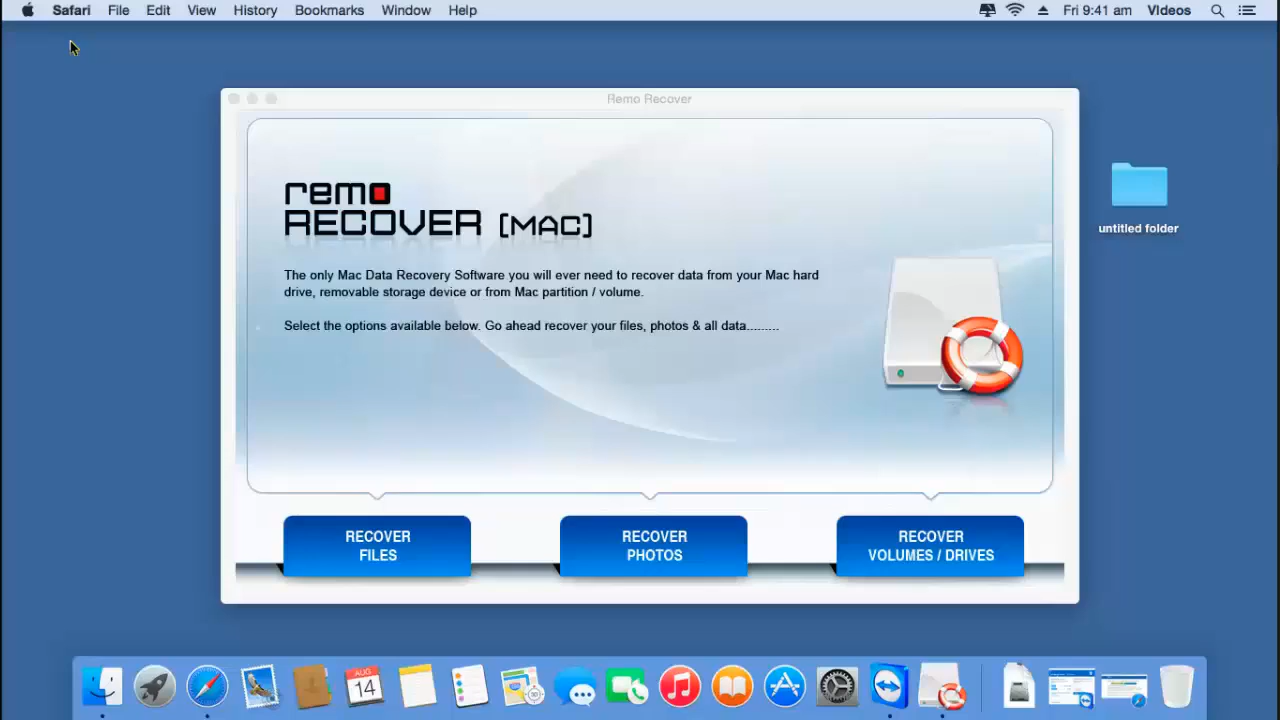 Safari File Edit View History Bookmarks Window Help Fri 9:41 am Videos
Remo Recover
remo
RECOVER [MAC]
The only Mac Data Recovery Software you will ever need to recover data from your Mac hard
drive, removable storage device or from Mac partition / volume.
Select the options available below. Go ahead recover your files, photos & all data.........
untitled folder
RECOVER
FILES
RECOVER
PHOTOS
RECOVER
VOLUMES / DRIVES
AUG
14